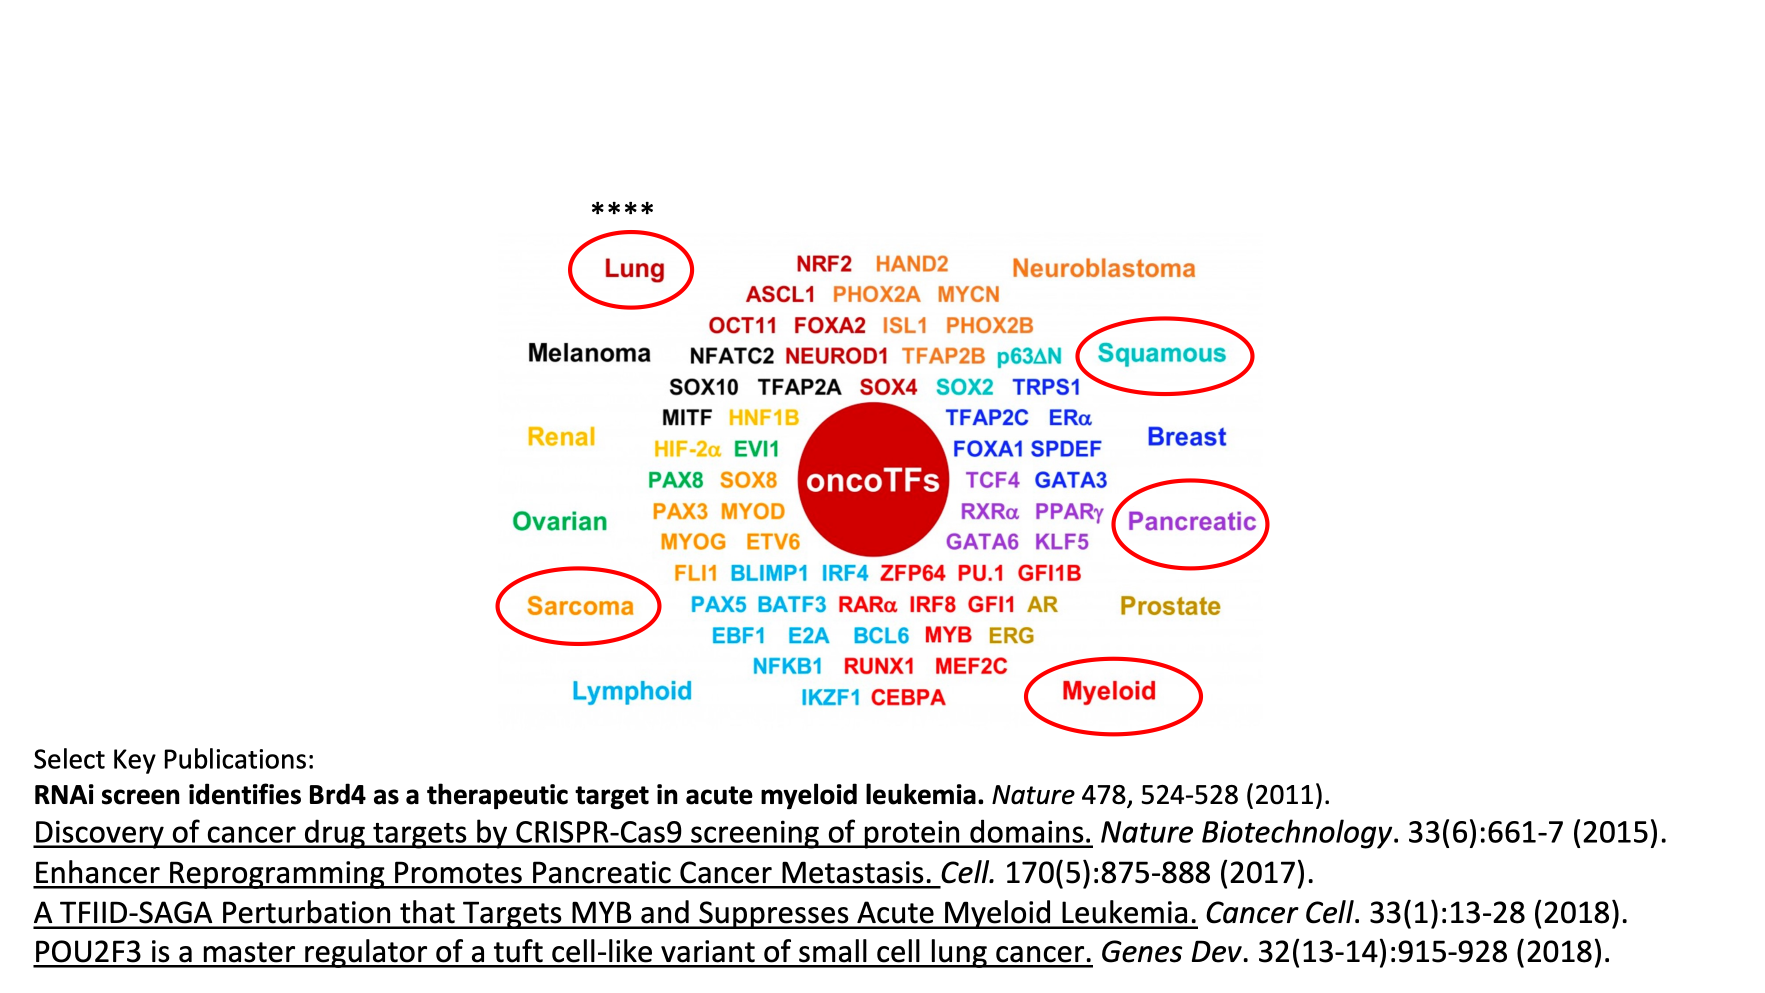 ****
Lung NRF2 HAND2 Neuroblastoma
ASCL1 PHOX2A MYCN
OCT11 FOXA2 ISL1 PHOX2B
Melanoma NFATC2 NEUROD1 TFAP2B p63ΔN Squamous
SOX10 TFAP2A SOX4 SOX2 TRPS1
MITF HNF1B TFAP2C ERα
Renal HIF-2α EVI1 FOXA1 SPDEF Breast
PAX8 SOX8 oncoTFs TCF4 GATA3
Ovarian PAX3 MYOD RXRα PPARγ Pancreatic
MYOG ETV6 GATA6 KLF5
FLI1 BLIMP1 IRF4 ZFP64 PU.1 GFI1B
Sarcoma PAX5 BATF3 RARα IRF8 GFI1 AR Prostate
EBF1 E2A BCL6 MYB ERG
NFKB1 RUNX1 MEF2C
Lymphoid IKZF1 CEBPA Myeloid
Select Key Publications:
RNAi screen identifies Brd4 as a therapeutic target in acute myeloid leukemia. Nature 478, 524-528 (2011).
Discovery of cancer drug targets by CRISPR-Cas9 screening of protein domains. Nature Biotechnology. 33(6):661-7 (2015).
Enhancer Reprogramming Promotes Pancreatic Cancer Metastasis. Cell. 170(5):875-888 (2017).
A TFIID-SAGA Perturbation that Targets MYB and Suppresses Acute Myeloid Leukemia. Cancer Cell. 33(1):13-28 (2018).
POU2F3 is a master regulator of a tuft cell-like variant of small cell lung cancer. Genes Dev. 32(13-14):915-928 (2018).